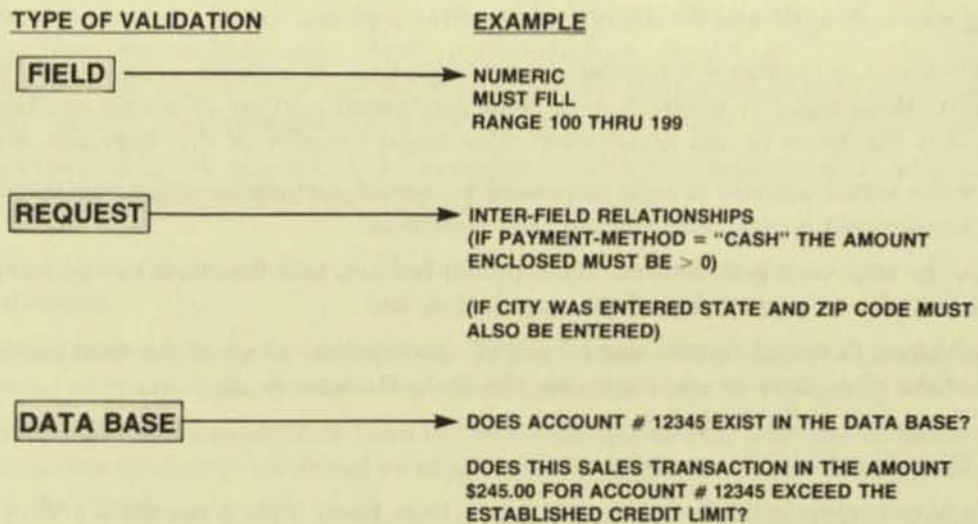 TYPE OF VALIDATION EXAMPLE
FIELD NUMERIC
MUST FILL
RANGE 100 THRU 199
REQUEST INTER-FIELD RELATIONSHIPS
(IF PAYMENT-METHOD = “CASH” THE AMOUNT
ENCLOSED MUST BE > 0)
(IF CITY WAS ENTERED STATE AND ZIP CODE MUST
ALSO BE ENTERED)
DATA BASE DOES ACCOUNT # 12345 EXIST IN THE DATA BASE?
DOES THIS SALES TRANSACTION IN THE AMOUNT
$245.00 FOR ACCOUNT # 12345 EXCEED THE
ESTABLISHED CREDIT LIMIT?